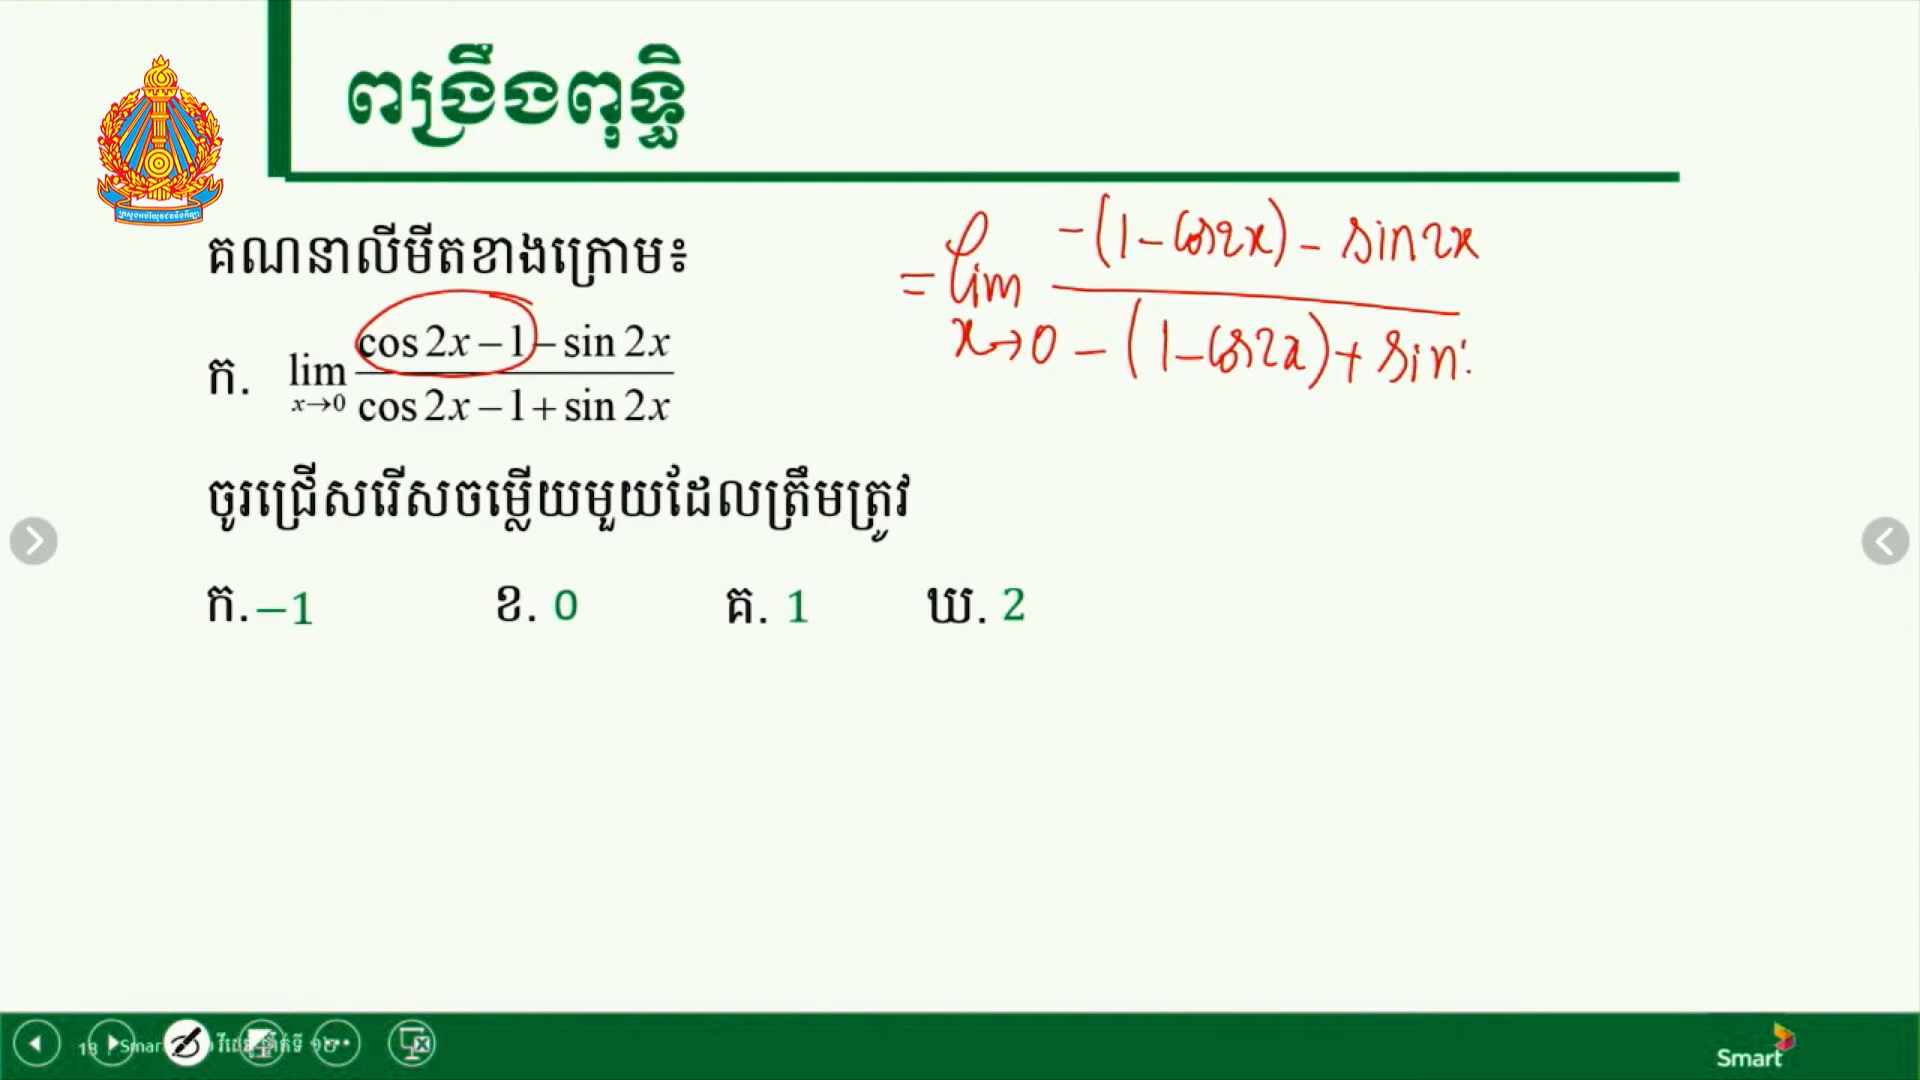 ពង្រឹងពុទ្ធិ
គណនាលីមីតខាងក្រោម៖
ក. lim x→0 (cos 2x − 1 − sin 2x) / (cos 2x − 1 + sin 2x)
= lim x→0 (-(1 - cos2x) - sin2x) / (-(1 - cos2x) + sin
ចូរជ្រើសរើសចម្លើយមួយដែលត្រឹមត្រូវ
ក. −1 ខ. 0 គ. 1 ឃ. 2
Smart